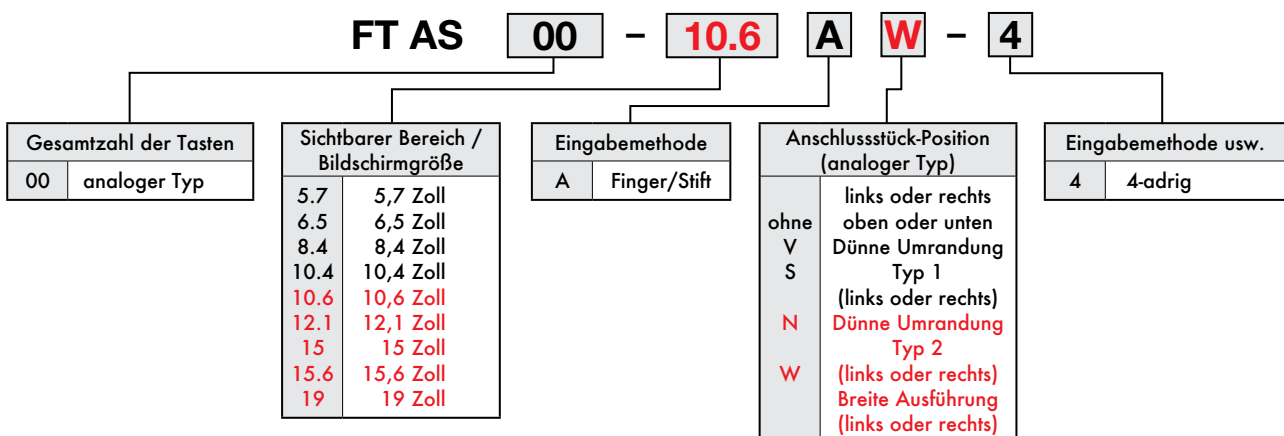 FT AS 00 – 10.6 A W – 4
Gesamtzahl der Tasten
00 analoger Typ
Sichtbarer Bereich /
Bildschirmgröße
5.7 5,7 Zoll
6.5 6,5 Zoll
8.4 8,4 Zoll
10.4 10,4 Zoll
10.6 10,6 Zoll
12.1 12,1 Zoll
15 15 Zoll
15.6 15,6 Zoll
19 19 Zoll
Eingabemethode
A Finger/Stift
Anschlussstück-Position
(analoger Typ)
links oder rechts
ohne oben oder unten
V Dünne Umrandung
S Typ 1
(links oder rechts)
N Dünne Umrandung
Typ 2
W (links oder rechts)
Breite Ausführung
(links oder rechts)
Eingabemethode usw.
4 4-adrig